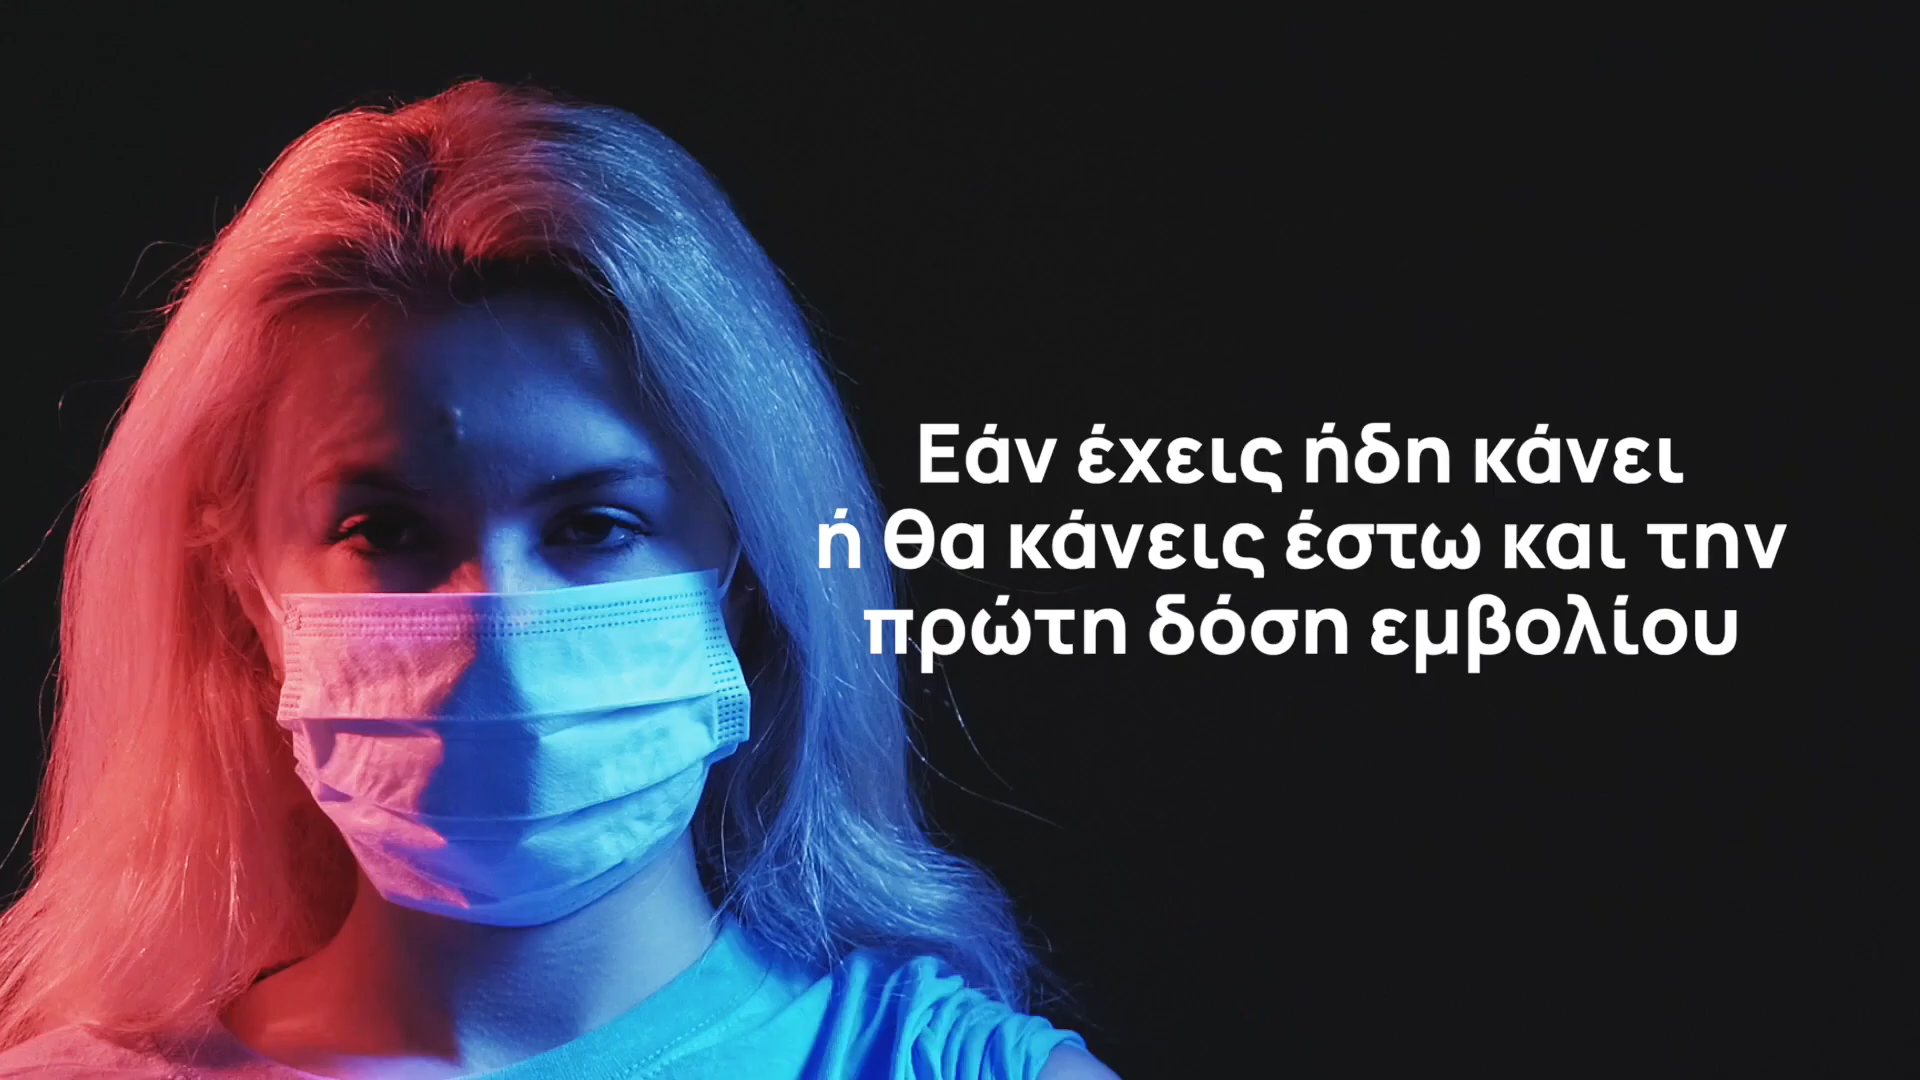 Εάν έχεις ήδη κάνει
ή θα κάνεις έστω και την
πρώτη δόση εμβολίου